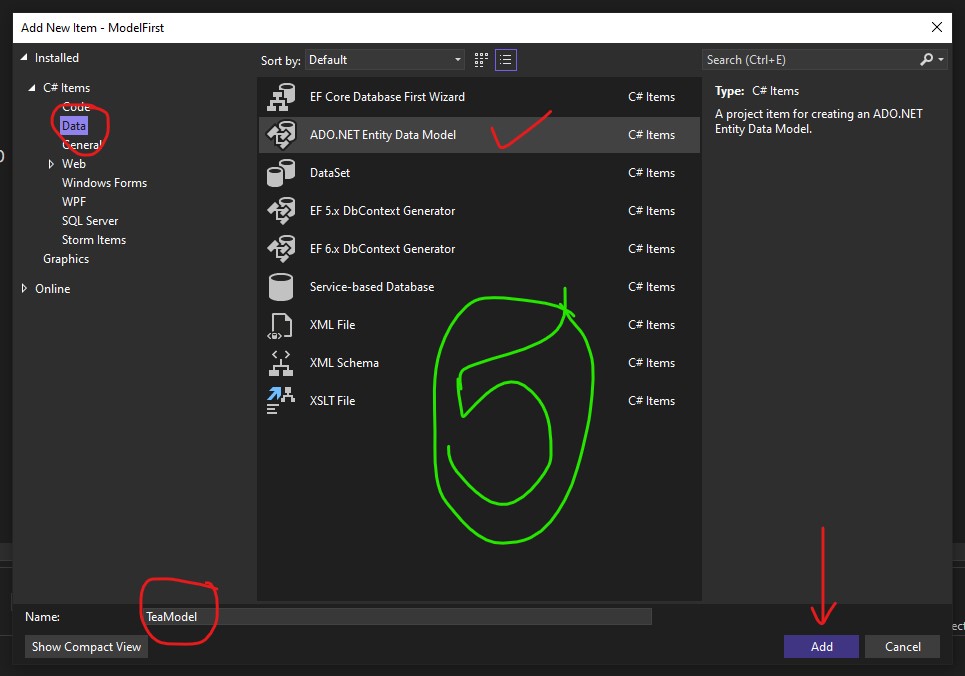 Add New Item - ModelFirst
Installed
Sort by: Default
Search (Ctrl+E)
C# Items
Code
Data
General
Web
Windows Forms
WPF
SQL Server
Storm Items
Graphics
Online
EF Core Database First Wizard C# Items
ADO.NET Entity Data Model C# Items
DataSet C# Items
EF 5.x DbContext Generator C# Items
EF 6.x DbContext Generator C# Items
Service-based Database C# Items
XML File C# Items
XML Schema C# Items
XSLT File C# Items
Type: C# Items
A project item for creating an ADO.NET
Entity Data Model.
5
Name: TeaModel
Show Compact View
Add
Cancel